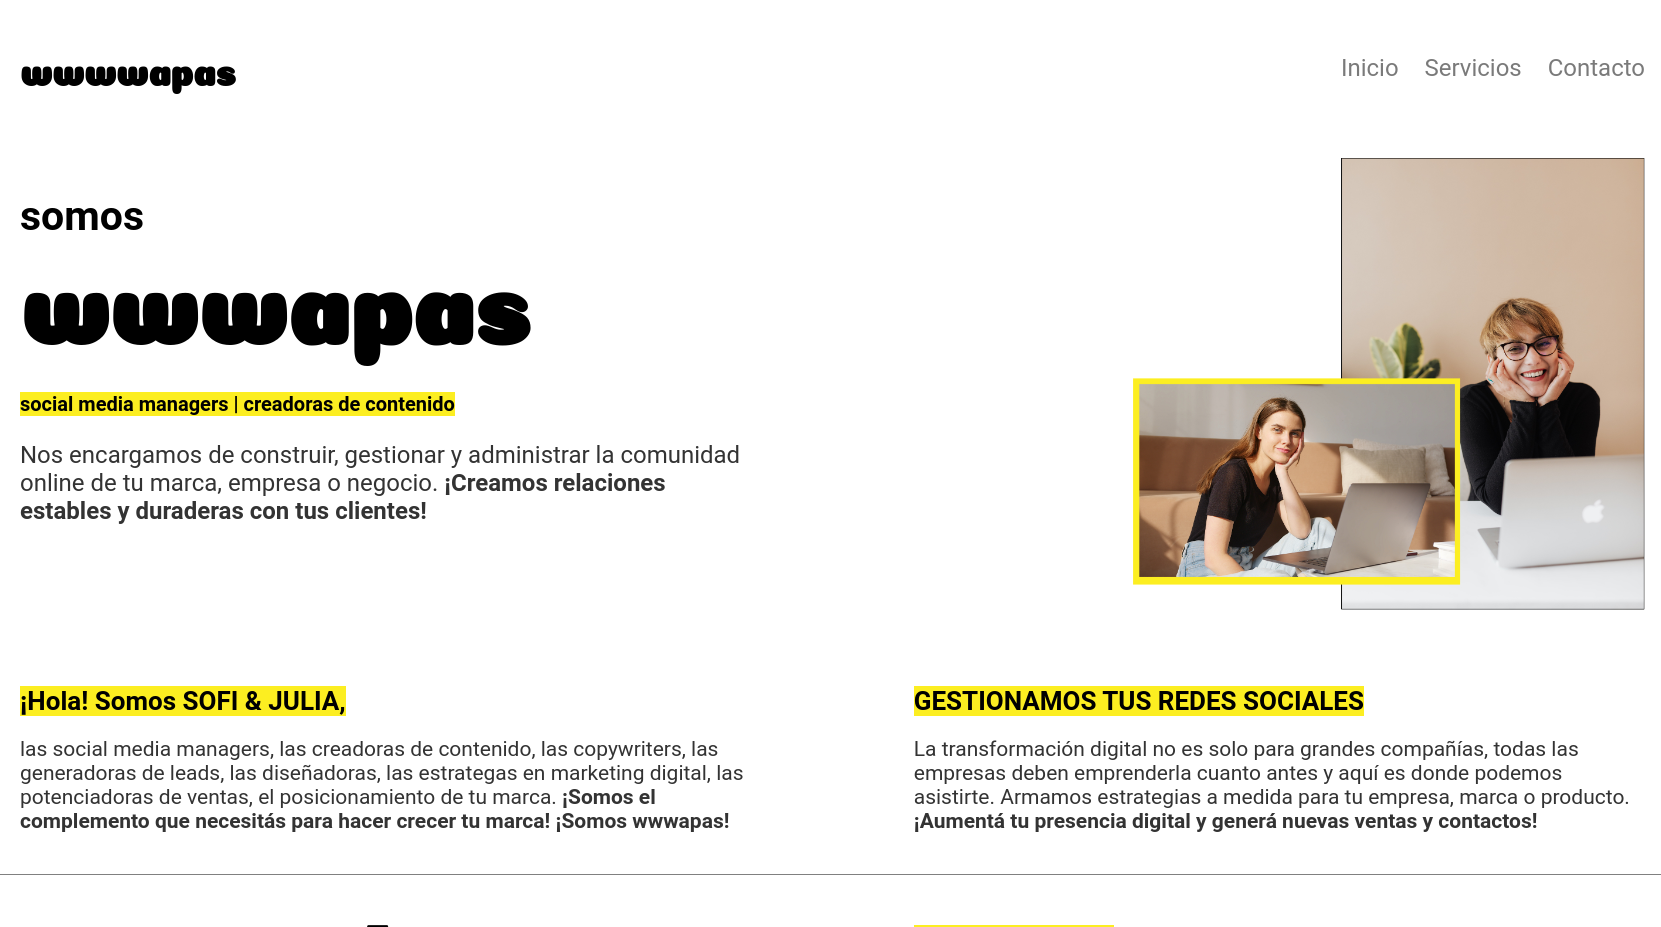 wwwwapas
Inicio Servicios Contacto
somos
wwwapas
social media managers | creadoras de contenido
Nos encargamos de construir, gestionar y administrar la comunidad
online de tu marca, empresa o negocio. ¡Creamos relaciones
estables y duraderas con tus clientes!
¡Hola! Somos SOFI & JULIA,
las social media managers, las creadoras de contenido, las copywriters, las
generadoras de leads, las diseñadoras, las estrategas en marketing digital, las
potenciadoras de ventas, el posicionamiento de tu marca. ¡Somos el
complemento que necesitás para hacer crecer tu marca! ¡Somos wwwapas!
GESTIONAMOS TUS REDES SOCIALES
La transformación digital no es solo para grandes compañías, todas las
empresas deben emprenderla cuanto antes y aquí es donde podemos
asistirte. Armamos estrategias a medida para tu empresa, marca o producto.
¡Aumentá tu presencia digital y generá nuevas ventas y contactos!